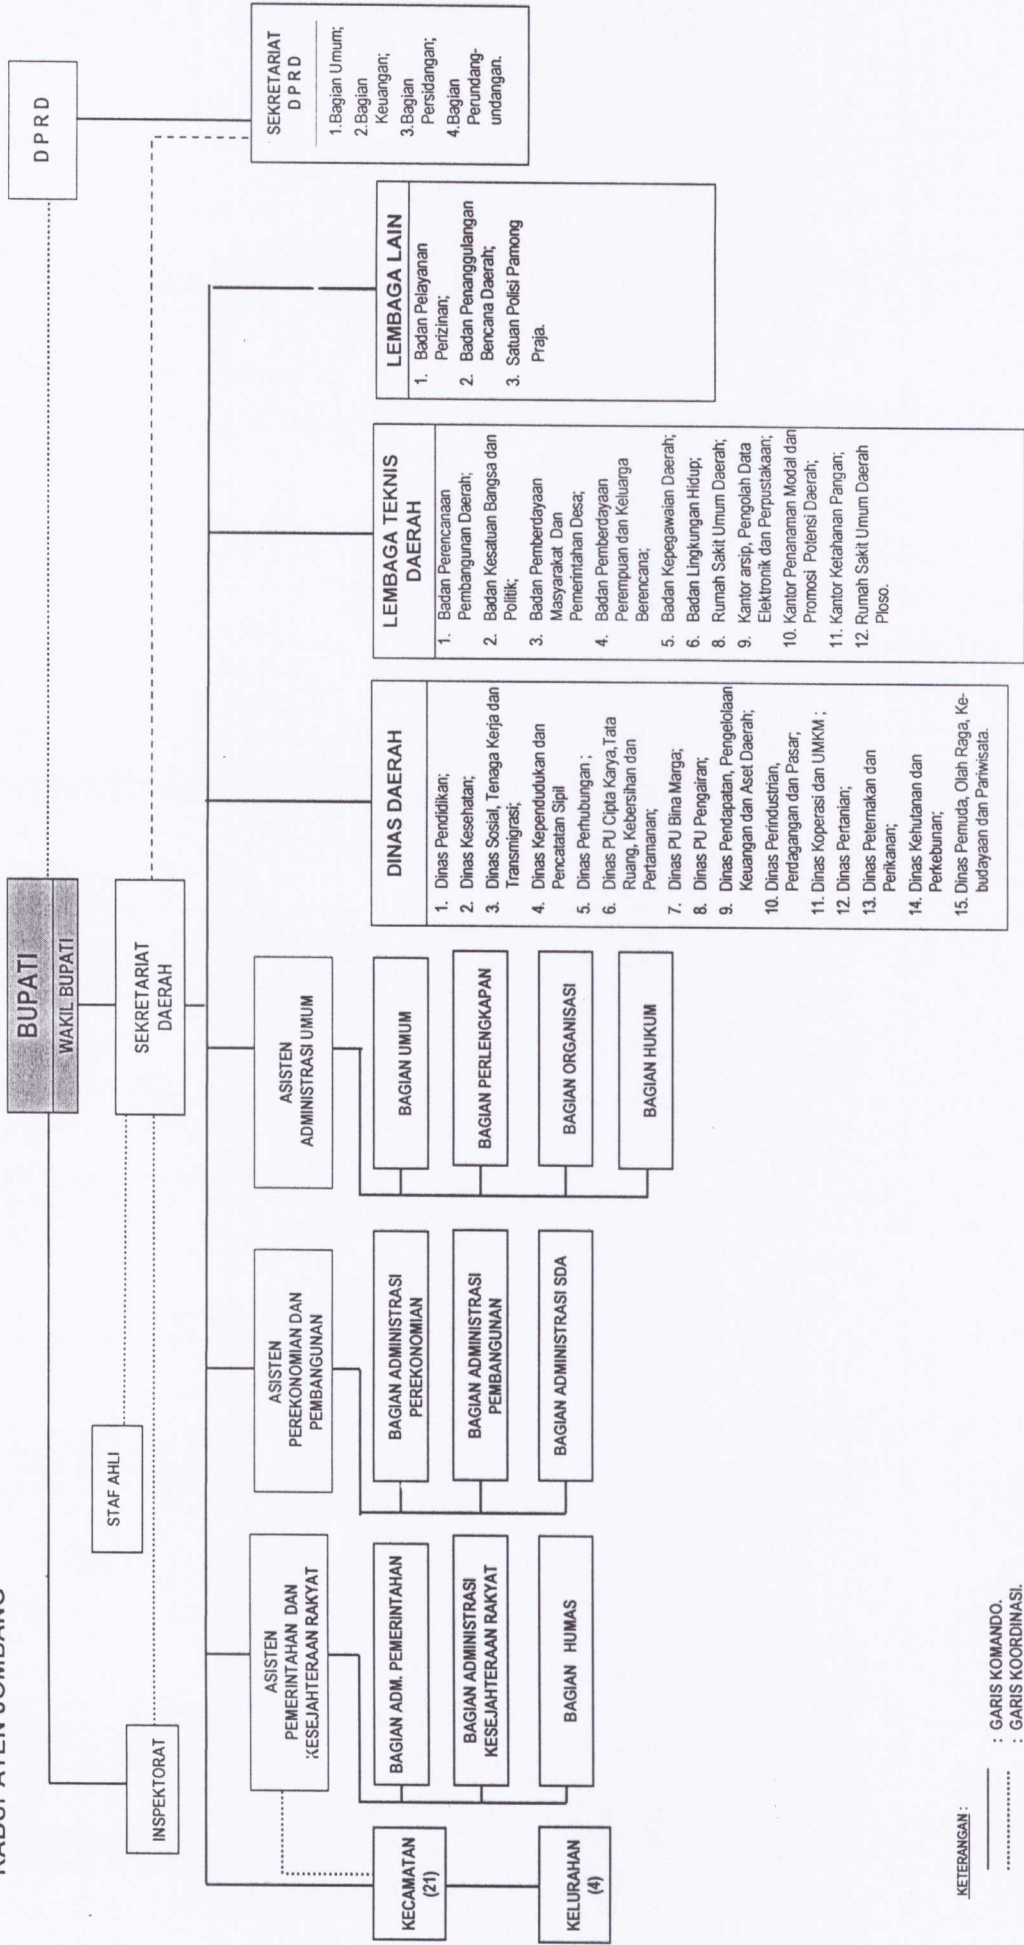 KABUPATEN JOMBANG
BUPATI
WAKIL BUPATI
D P R D
SEKRETARIAT
DAERAH
STAF AHLI
INSPEKTORAT
SEKRETARIAT
D P R D
1.Bagian Umum;
2.Bagian
Keuangan;
3.Bagian
Persidangan;
4.Bagian
Perundang-
undangan.
KECAMATAN
(21)
KELURAHAN
(4)
ASISTEN
PEMERINTAHAN DAN
KESEJAHTERAAN RAKYAT
BAGIAN ADM. PEMERINTAHAN
BAGIAN ADMINISTRASI
KESEJAHTERAAN RAKYAT
BAGIAN HUMAS
ASISTEN
PEREKONOMIAN DAN
PEMBANGUNAN
BAGIAN ADMINISTRASI
PEREKONOMIAN
BAGIAN ADMINISTRASI
PEMBANGUNAN
BAGIAN ADMINISTRASI SDA
ASISTEN
ADMINISTRASI UMUM
BAGIAN UMUM
BAGIAN PERLENGKAPAN
BAGIAN ORGANISASI
BAGIAN HUKUM
DINAS DAERAH
1. Dinas Pendidikan;
2. Dinas Kesehatan;
3. Dinas Sosial, Tenaga Kerja dan
Transmigrasi;
4. Dinas Kependudukan dan
Pencatatan Sipil
5. Dinas Perhubungan ;
6. Dinas PU Cipta Karya,Tata
Ruang, Kebersihan dan
Pertamanan;
7. Dinas PU Bina Marga;
8. Dinas PU Pengairan;
9. Dinas Pendapatan, Pengelolaan
Keuangan dan Aset Daerah;
10. Dinas Perindustrian,
Perdagangan dan Pasar;
11. Dinas Koperasi dan UMKM ;
12. Dinas Pertanian;
13. Dinas Peternakan dan
Perikanan;
14. Dinas Kehutanan dan
Perkebunan;
15. Dinas Pemuda, Olah Raga, Ke-
budayaan dan Pariwisata.
LEMBAGA TEKNIS
DAERAH
1. Badan Perencanaan
Pembangunan Daerah;
2. Badan Kesatuan Bangsa dan
Politik;
3. Badan Pemberdayaan
Masyarakat Dan
Pemerintahan Desa;
4. Badan Pemberdayaan
Perempuan dan Keluarga
Berencana;
5. Badan Kepegawaian Daerah;
6. Badan Lingkungan Hidup;
8. Rumah Sakit Umum Daerah;
9. Kantor arsip, Pengolah Data
Elektronik dan Perpustakaan;
10. Kantor Penanaman Modal dan
Promosi Potensi Daerah;
11. Kantor Ketahanan Pangan;
12. Rumah Sakit Umum Daerah
Ploso.
LEMBAGA LAIN
1. Badan Pelayanan
Perizinan;
2. Badan Penanggulangan
Bencana Daerah;
3. Satuan Polisi Pamong
Praja.
KETERANGAN :
: GARIS KOMANDO.
: GARIS KOORDINASI.